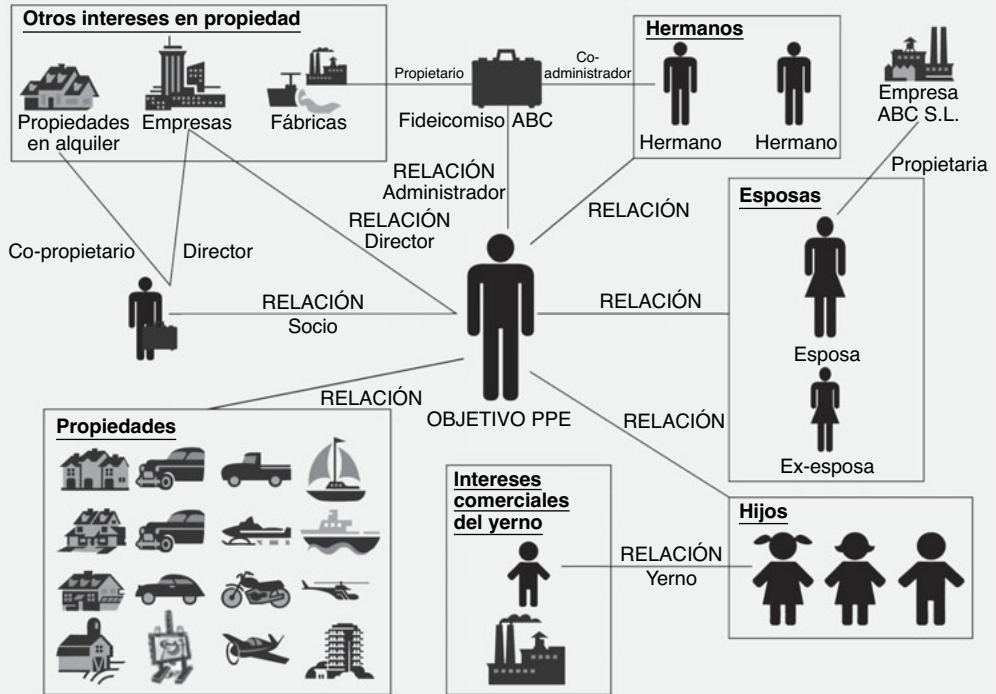 Otros intereses en propiedad
Propiedades
en alquiler
Empresas
Fábricas
Propietario
Fideicomiso ABC
Co-
administrador
Hermanos
Hermano
Hermano
Empresa
ABC S.L.
Propietaria
RELACIÓN
Administrador
RELACIÓN
Director
RELACIÓN
Esposas
Esposa
Ex-esposa
Co-propietario
Director
RELACIÓN
Socio
RELACIÓN
RELACIÓN
OBJETIVO PPE
RELACIÓN
Propiedades
Intereses
comerciales
del yerno
RELACIÓN
Yerno
Hijos